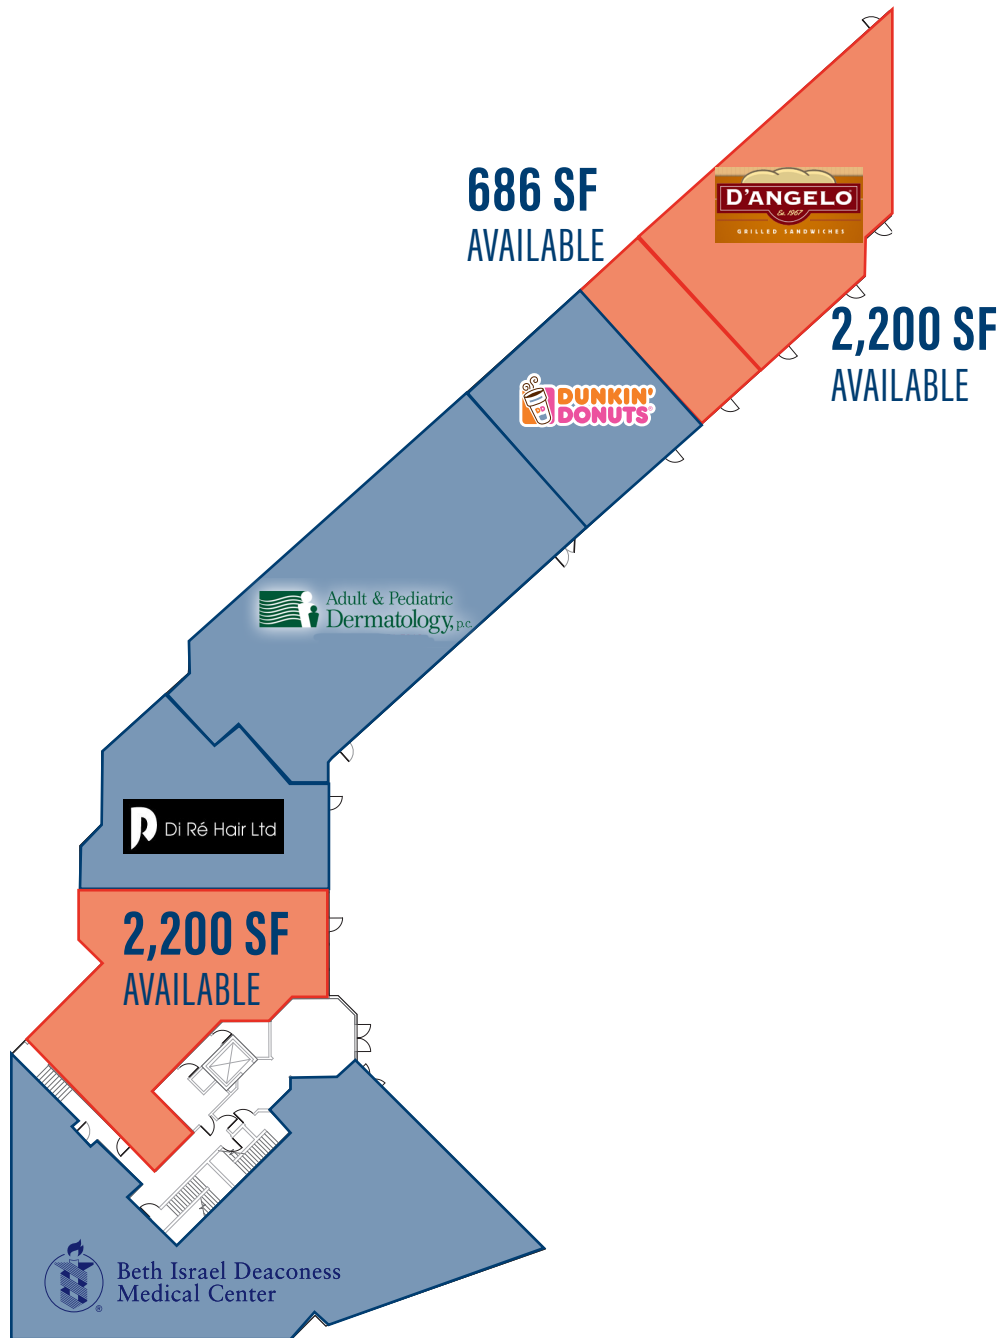 686 SF
AVAILABLE
D'ANGELO
Est. 1967
GRILLED SANDWICHES
2,200 SF
AVAILABLE
DUNKIN'
DONUTS®
DD
Adult & Pediatric
Dermatology, p.c.
Di Ré Hair Ltd
2,200 SF
AVAILABLE
Beth Israel Deaconess
Medical Center
®